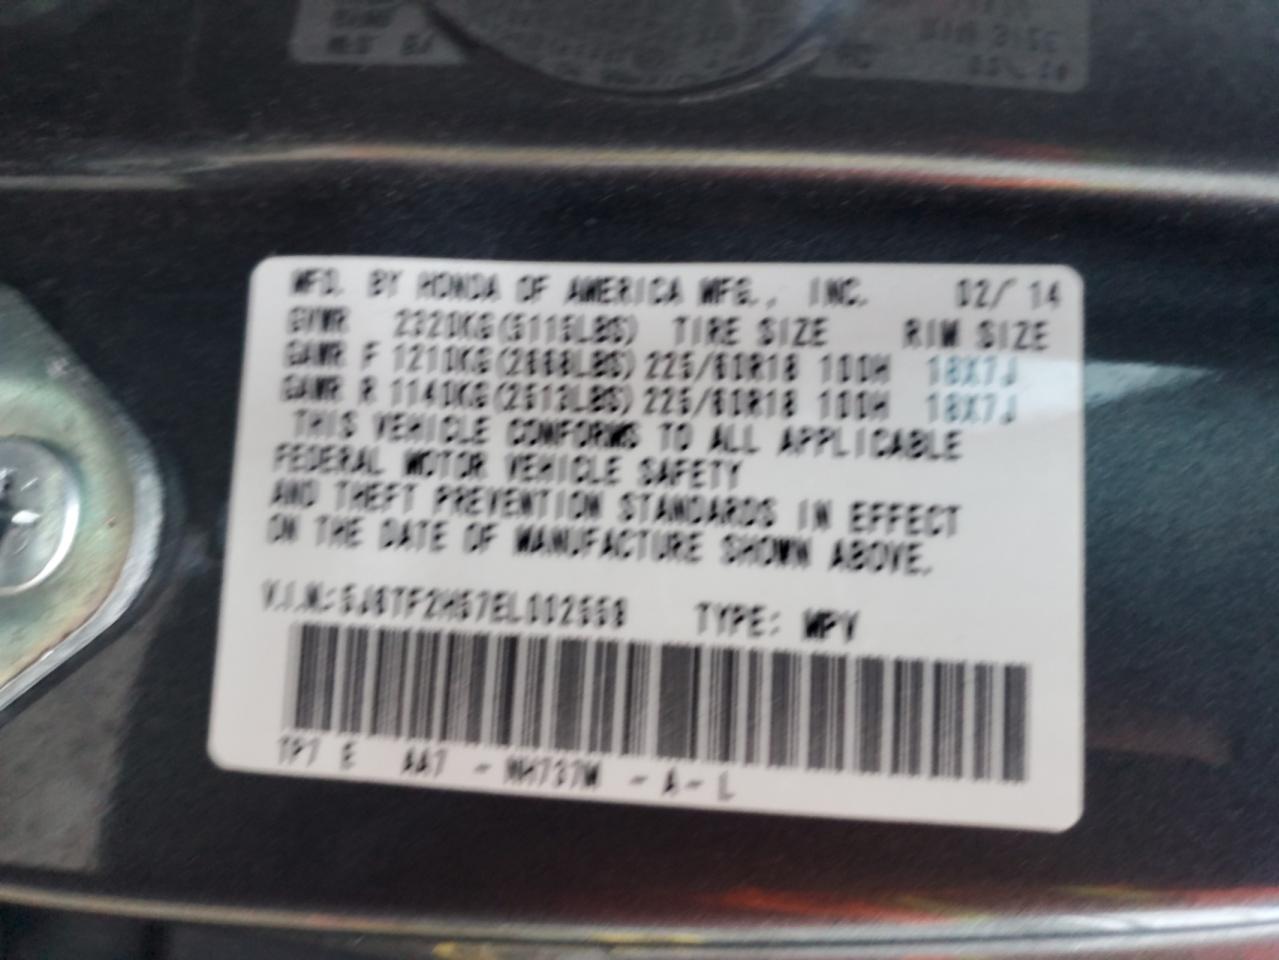 MFD. BY HONDA OF AMERICA MFG., INC. 02/14
GVWR 2320KG(5115LBS) TIRE SIZE RIM SIZE
GAWR F 1210KG(2668LBS) 225/60R18 100H 18X7J
GAWR R 1140KG(2513LBS) 225/60R18 100H 18X7J
THIS VEHICLE CONFORMS TO ALL APPLICABLE
FEDERAL MOTOR VEHICLE SAFETY
AND THEFT PREVENTION STANDARDS IN EFFECT
ON THE DATE OF MANUFACTURE SHOWN ABOVE.
V.I.N.: TYPE: MPV
TP7 E AA7 - NH737M - A - L